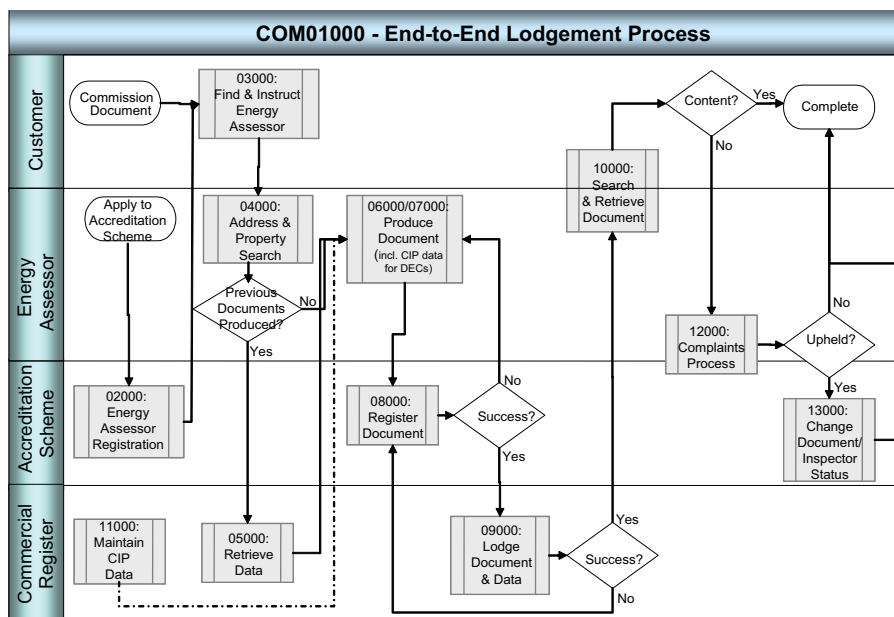 COM01000 - End-to-End Lodgement Process
Customer
Commission
Document
03000:
Find & Instruct
Energy
Assessor
Content?
Yes
No
Complete
10000:
Search
& Retrieve
Document
Energy
Assessor
Apply to
Accreditation
Scheme
04000:
Address &
Property
Search
Previous
Documents
Produced?
No
Yes
06000/07000:
Produce
Document
(incl. CIP data
for DECs)
12000:
Complaints
Process
Upheld?
No
Yes
Accreditation
Scheme
02000:
Energy
Assessor
Registration
08000:
Register
Document
Success?
No
Yes
13000:
Change
Document/
Inspector
Status
Commercial
Register
11000:
Maintain
CIP
Data
05000:
Retrieve
Data
09000:
Lodge
Document
& Data
Success?
Yes
No